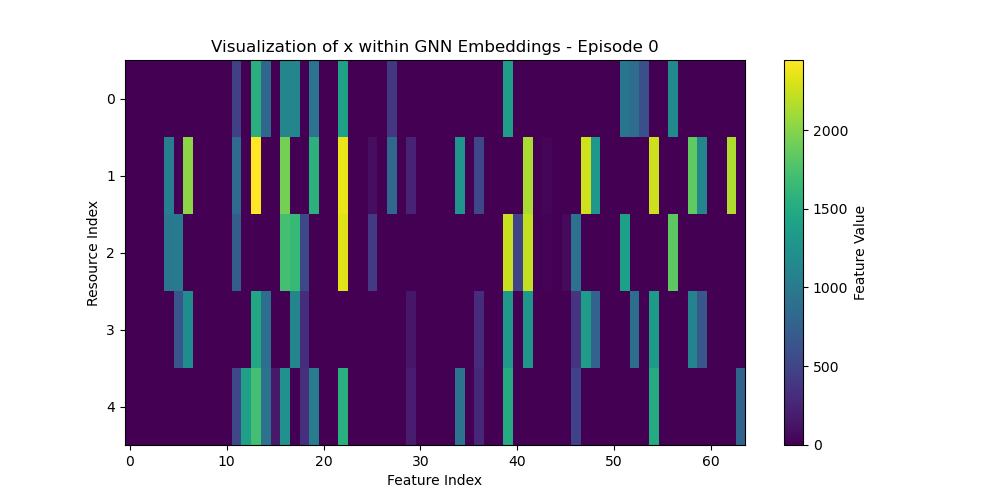 Visualization of x within GNN Embeddings - Episode 0
Resource Index
0
1
2
3
4
0 10 20 30 40 50 60
Feature Index
2000
1500
1000
500
0
Feature Value